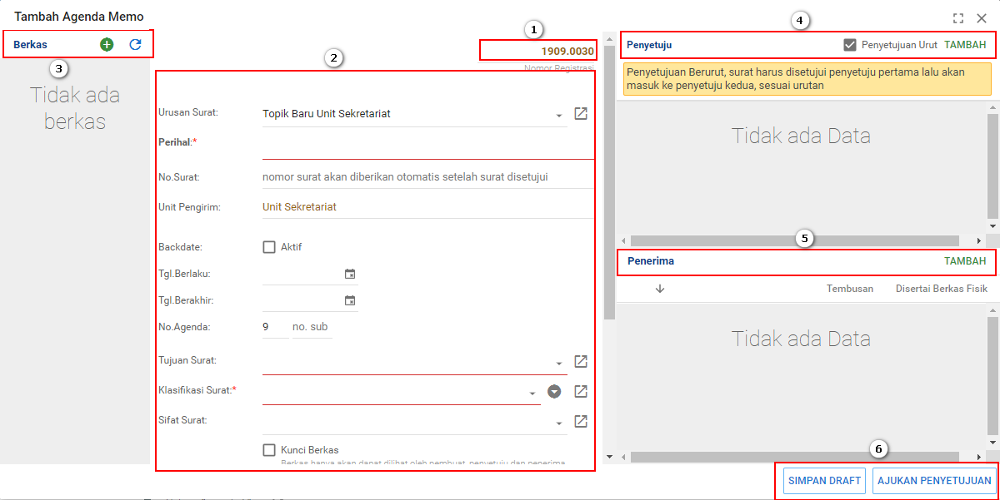 Tambah Agenda Memo
Berkas
3
Tidak ada
berkas
1
1909.0030
Nomor Registrasi
2
Urusan Surat:
Topik Baru Unit Sekretariat
Perihal:*
No.Surat:
nomor surat akan diberikan otomatis setelah surat disetujui
Unit Pengirim:
Unit Sekretariat
Backdate:
Aktif
Tgl.Berlaku:
Tgl.Berakhir:
No.Agenda:
9
no. sub
Tujuan Surat:
Klasifikasi Surat:*
Sifat Surat:
Kunci Berkas
Berkas hanya akan dapat dilihat oleh pembuat, penyetuju dan penerima
4
Penyetuju
Penyetujuan Urut
TAMBAH
Penyetujuan Berurut, surat harus disetujui penyetuju pertama lalu akan
masuk ke penyetuju kedua, sesuai urutan
Tidak ada Data
5
Penerima
TAMBAH
Tembusan
Disertai Berkas Fisik
Tidak ada Data
6
SIMPAN DRAFT
AJUKAN PENYETUJUAN